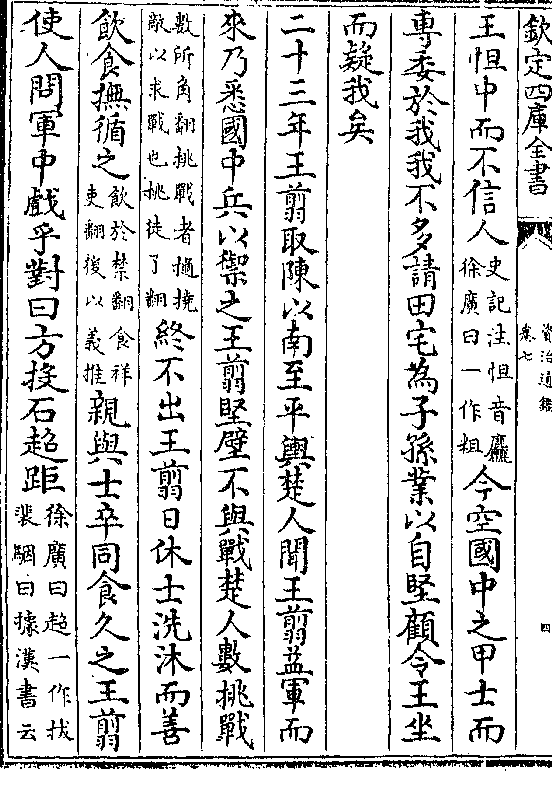 欽定四庫全書
資治通鑑
卷七
四
王怚中而不信人史記注怚音麤徐廣曰一作粗今空國中之甲士而
專委於我我不多請田宅為子孫業以自堅顧令王坐
而疑我矣
二十三年王翦取陳以南至平輿楚人聞王翦益軍而
來乃悉國中兵以禦之王翦堅壁不與戰楚人數挑戰
數所角翻挑戰者擿撓敵以求戰也挑徒了翻終不出王翦日休士洗沐而善
飲食撫循之飲於禁翻食祥吏翻後以義推親與士卒同食久之王翦
使人問軍中戲乎對曰方投石超距徐廣曰超一作拔裴駰曰據漢書云